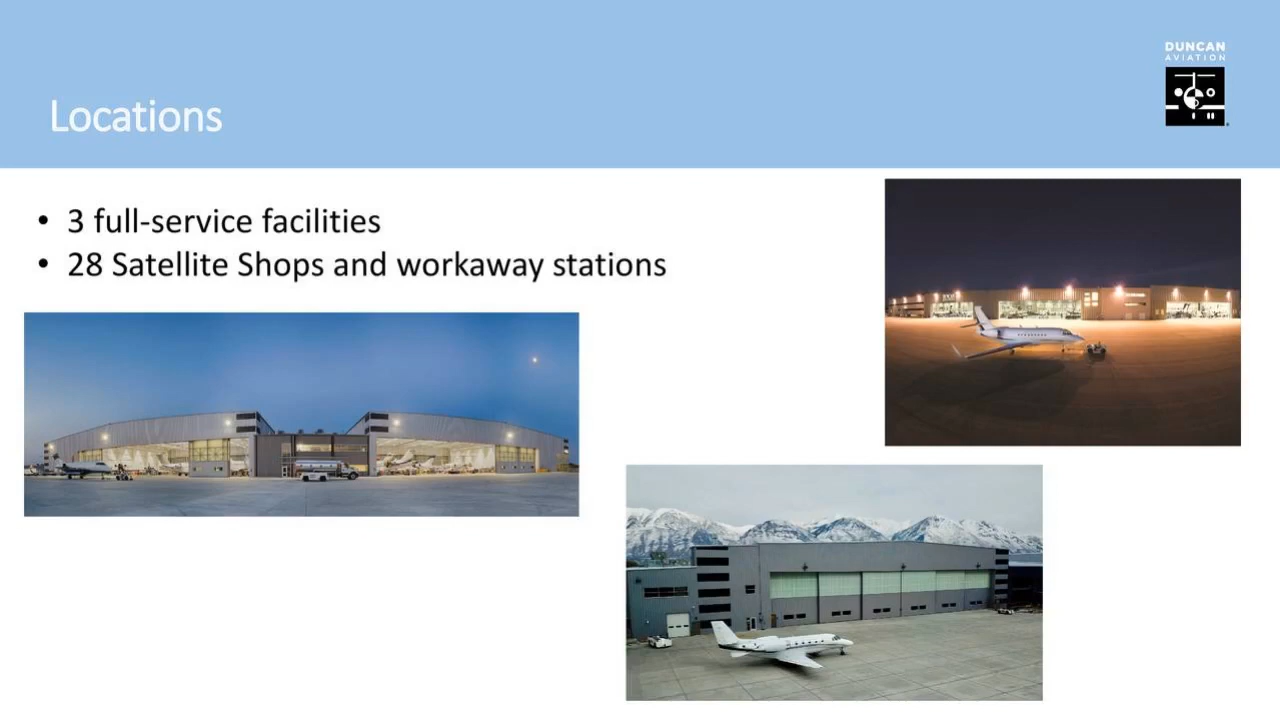 DUNCAN
AVIATION
Locations
• 3 full-service facilities
• 28 Satellite Shops and workaway stations